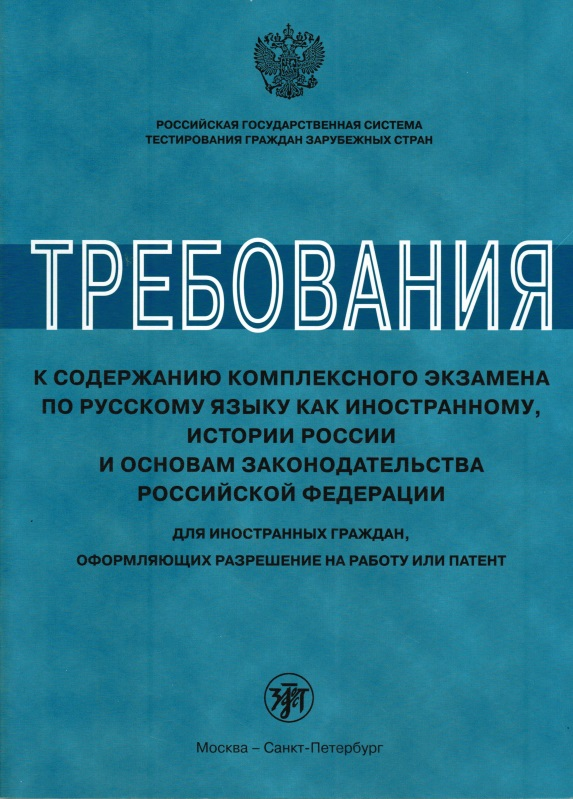 РОССИЙСКАЯ ГОСУДАРСТВЕННАЯ СИСТЕМА
ТЕСТИРОВАНИЯ ГРАЖДАН ЗАРУБЕЖНЫХ СТРАН
ТРЕБОВАНИЯ
К СОДЕРЖАНИЮ КОМПЛЕКСНОГО ЭКЗАМЕНА
ПО РУССКОМУ ЯЗЫКУ КАК ИНОСТРАННОМУ,
ИСТОРИИ РОССИИ
И ОСНОВАМ ЗАКОНОДАТЕЛЬСТВА
РОССИЙСКОЙ ФЕДЕРАЦИИ
ДЛЯ ИНОСТРАННЫХ ГРАЖДАН,
ОФОРМЛЯЮЩИХ РАЗРЕШЕНИЕ НА РАБОТУ ИЛИ ПАТЕНТ
Москва – Санкт-Петербург